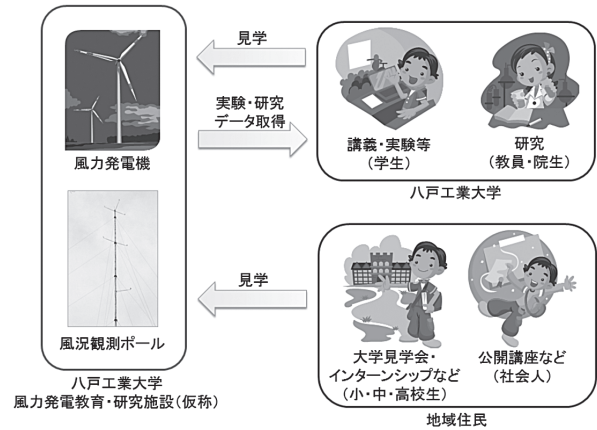 風力発電機
風況観測ポール
八戸工業大学
風力発電教育・研究施設（仮称）
見学
実験・研究
データ取得
見学
講義・実験等
（学生）
研究
（教員・院生）
八戸工業大学
大学見学会・
インターンシップなど
（小・中・高校生）
公開講座など
（社会人）
地域住民